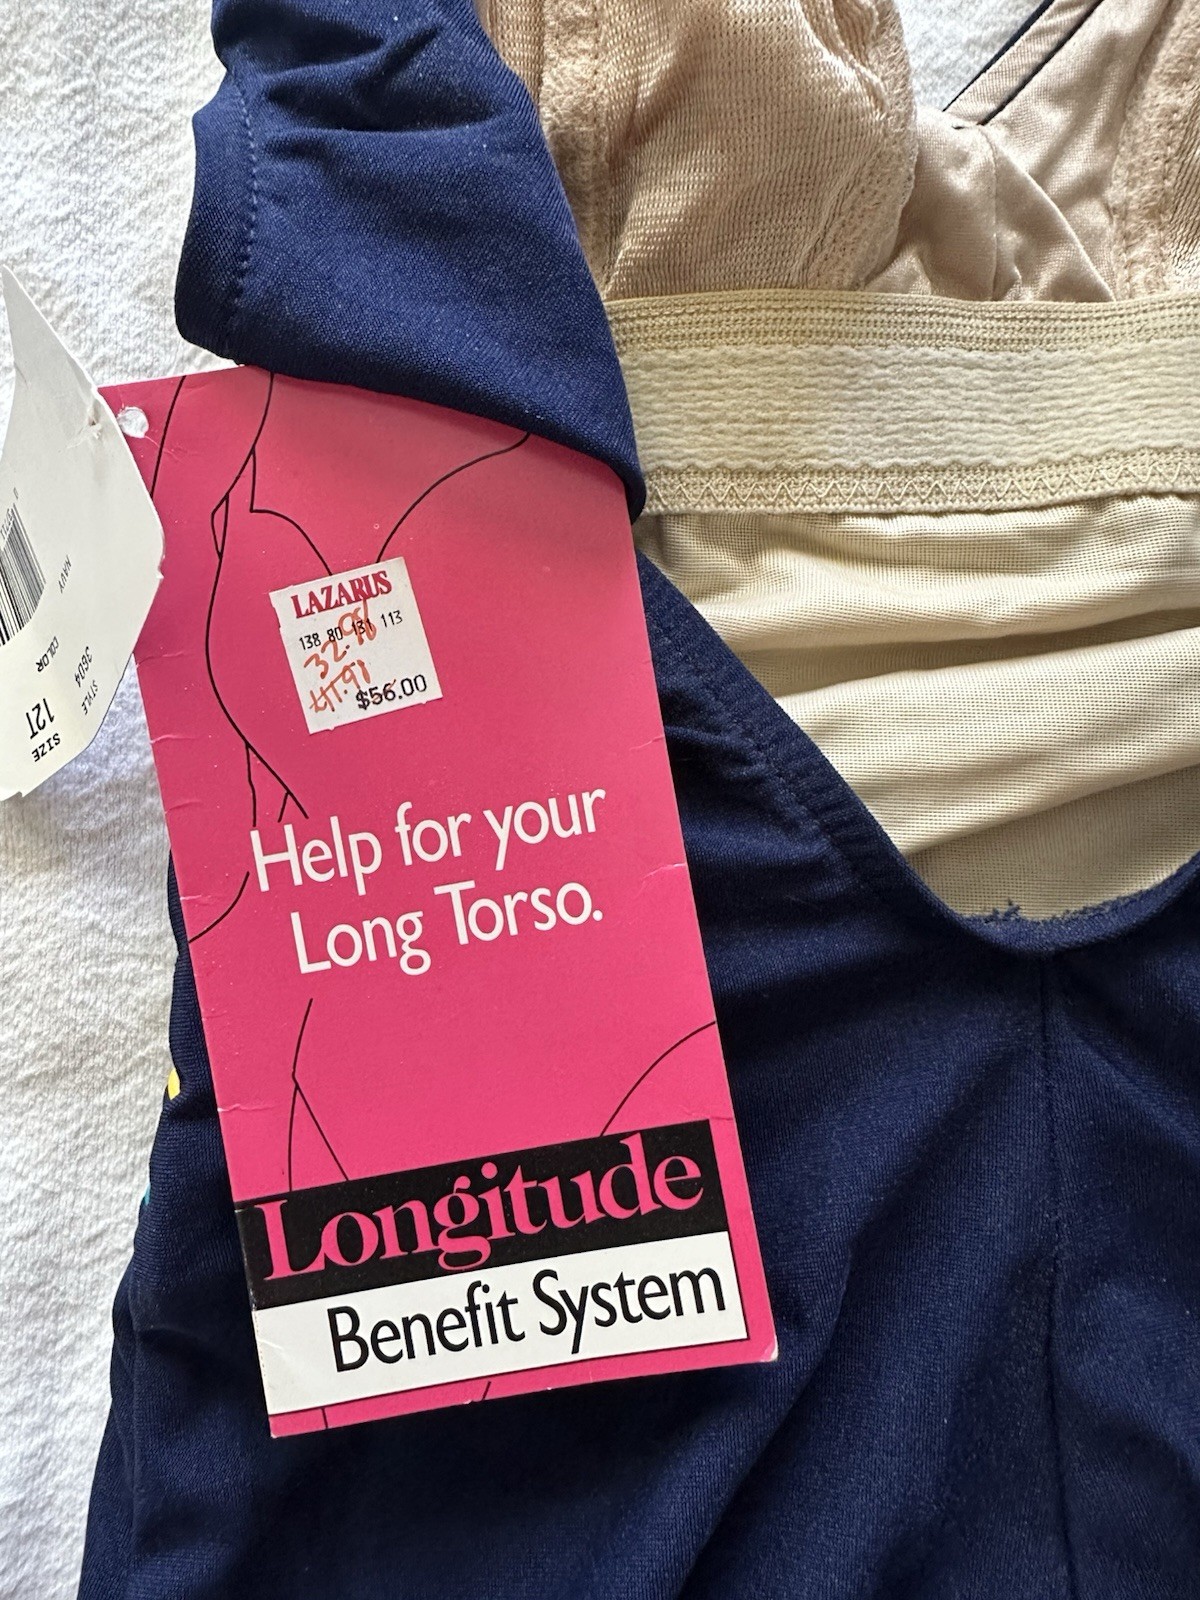 LAZARUS
138 80 131 113
32.98
47.91
$56.00
Help for your
Long Torso.
Longitude
Benefit System
NAVY
COLOR
3604
STYLE
12T
SIZE